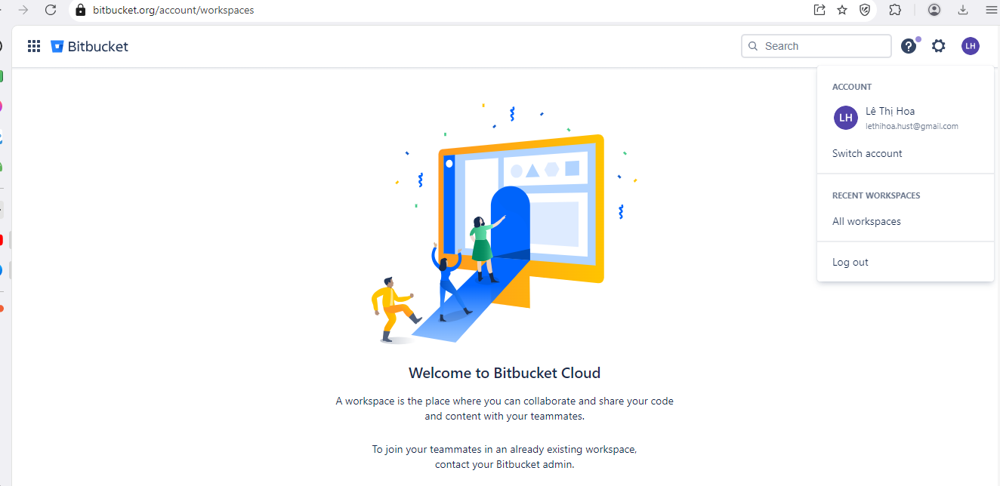 bitbucket.org/account/workspaces
Bitbucket
Search
?
LH
ACCOUNT
LH
Lê Thị Hoa
lethihoa.hust@gmail.com
Switch account
RECENT WORKSPACES
All workspaces
Log out
Welcome to Bitbucket Cloud
A workspace is the place where you can collaborate and share your code
and content with your teammates.
To join your teammates in an already existing workspace,
contact your Bitbucket admin.